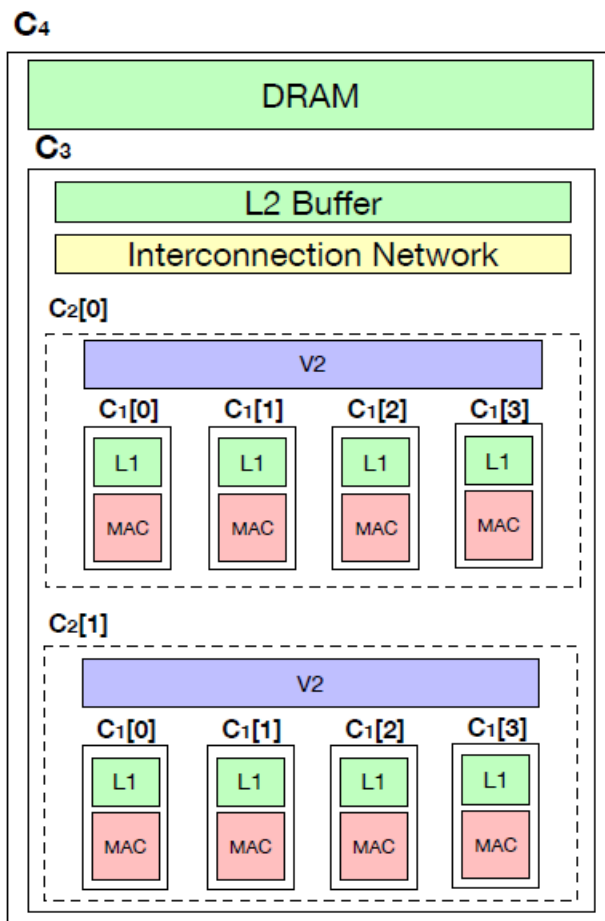 C4
DRAM
C3
L2 Buffer
Interconnection Network
C2[0]
V2
C1[0] C1[1] C1[2] C1[3]
L1 L1 L1 L1
MAC MAC MAC MAC
C2[1]
V2
C1[0] C1[1] C1[2] C1[3]
L1 L1 L1 L1
MAC MAC MAC MAC